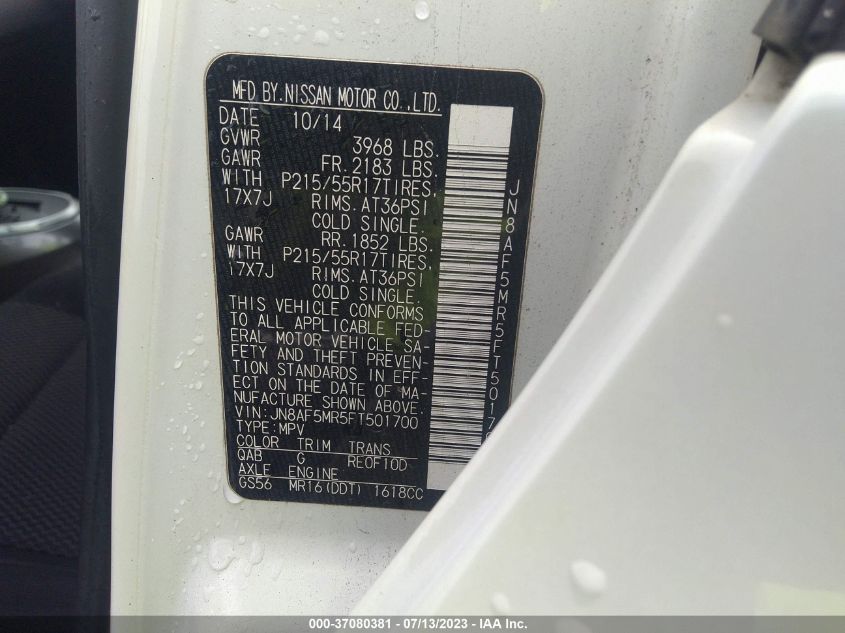 MFD BY.NISSAN MOTOR CO.,LTD.
DATE 10/14
GVWR 3968 LBS.
GAWR FR.2183 LBS.
WITH P215/55R17TIRES,
17X7J RIMS.AT36PSI
COLD SINGLE.
GAWR RR.1852 LBS.
WITH P215/55R17TIRES,
17X7J RIMS.AT36PSI
COLD SINGLE.
THIS VEHICLE CONFORMS
TO ALL APPLICABLE FED-
ERAL MOTOR VEHICLE SA-
FETY AND THEFT PREVEN-
TION STANDARDS IN EFF-
ECT ON THE DATE OF MA-
NUFACTURE SHOWN ABOVE.
VIN:JN8AF5MR5FT501700
TYPE:MPV
COLOR TRIM TRANS
QAB G REOF10D
AXLE ENGINE
GS56 MR16(DDT) 1618CC
JN8AF5MR5FT50170
000-37080381 - 07/13/2023 - IAA Inc.